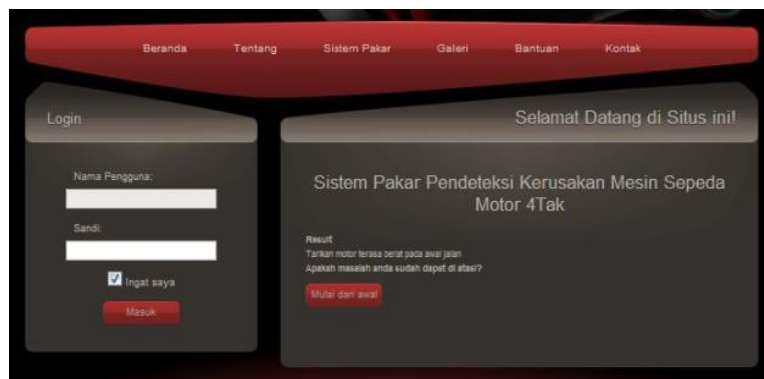 Beranda Tentang Sistem Pakar Galeri Bantuan Kontak
Login
Nama Pengguna:
Sandi:
Ingat saya
Masuk
Selamat Datang di Situs ini!
Sistem Pakar Pendeteksi Kerusakan Mesin Sepeda
Motor 4Tak
Result
Tarikan motor terasa berat pada awal jalan
Apakah masalah anda sudah dapat di atasi?
Mulai dari awal